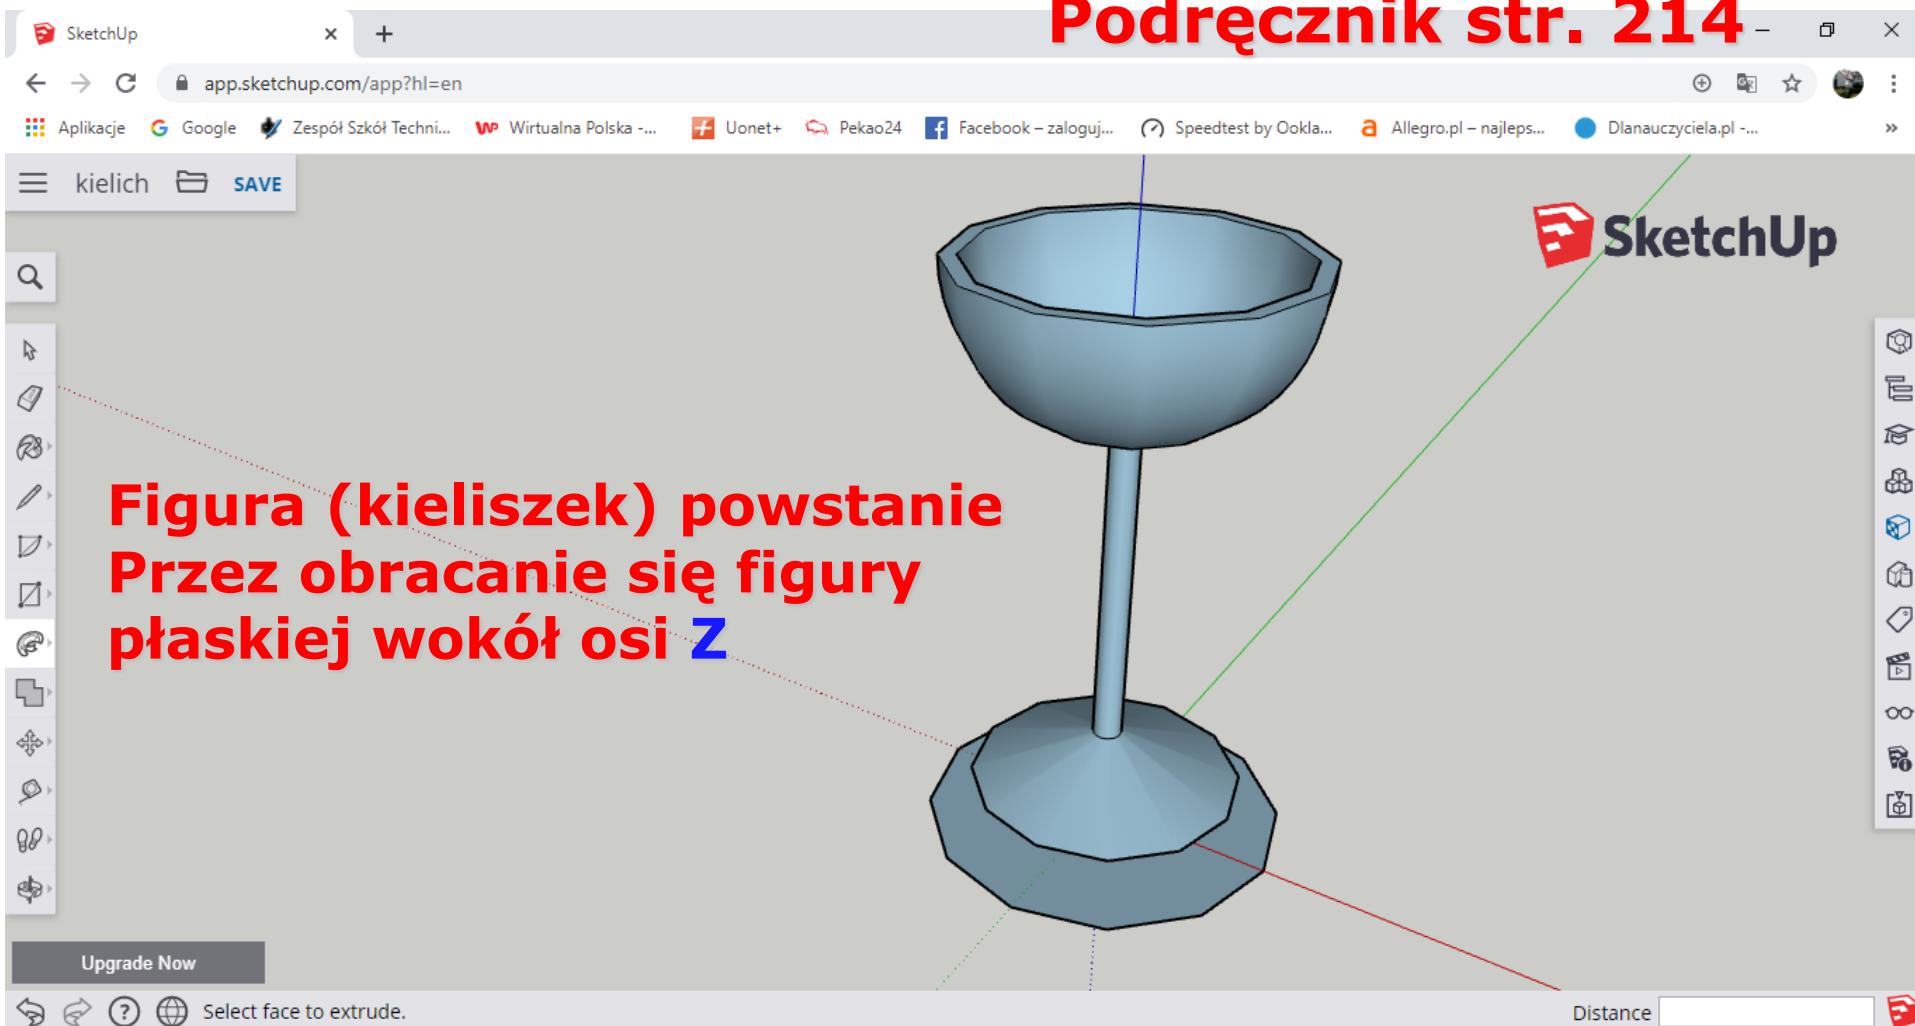 Podręcznik str. 214
SketchUp
app.sketchup.com/app?hl=en
Aplikacje Google Zespół Szkół Techni... Wirtualna Polska -... Uonet+ Pekao24 Facebook – zaloguj... Speedtest by Ookla... Allegro.pl – najleps... Dlanauczyciela.pl -...
kielich SAVE
SketchUp
Figura (kieliszek) powstanie
Przez obracanie się figury
płaskiej wokół osi Z
Upgrade Now
Select face to extrude.
Distance